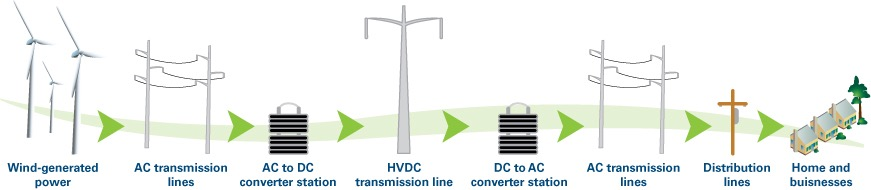 Wind-generated
power
AC transmission
lines
AC to DC
converter station
HVDC
transmission line
DC to AC
converter station
AC transmission
lines
Distribution
lines
Home and
buisnesses